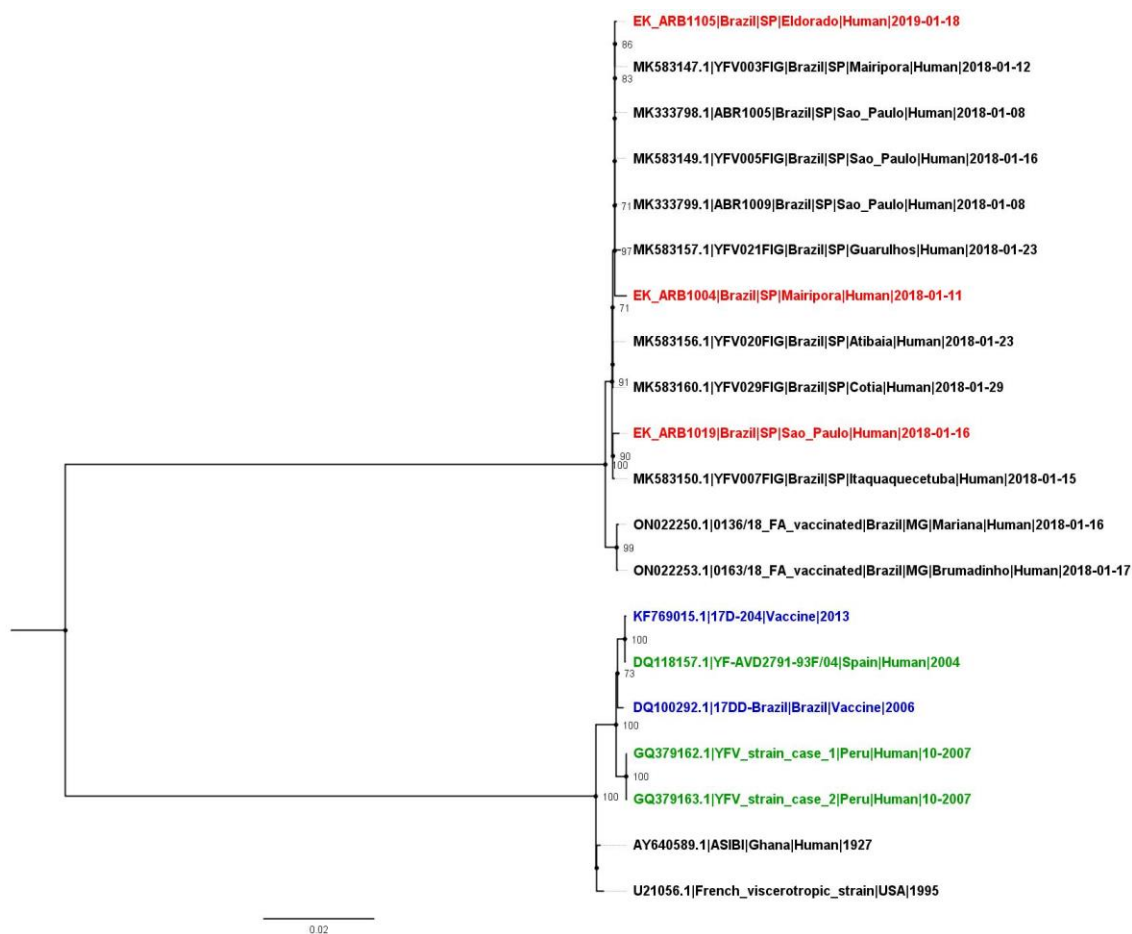 EK_ARB1105|Brazil|SP|Eldorado|Human|2019-01-18
86
MK583147.1|YFV003FIG|Brazil|SP|Mairipora|Human|2018-01-12
83
MK333798.1|ABR1005|Brazil|SP|Sao_Paulo|Human|2018-01-08
MK583149.1|YFV005FIG|Brazil|SP|Sao_Paulo|Human|2018-01-16
71
MK333799.1|ABR1009|Brazil|SP|Sao_Paulo|Human|2018-01-08
97
MK583157.1|YFV021FIG|Brazil|SP|Guarulhos|Human|2018-01-23
EK_ARB1004|Brazil|SP|Mairipora|Human|2018-01-11
71
MK583156.1|YFV020FIG|Brazil|SP|Atibaia|Human|2018-01-23
91
MK583160.1|YFV029FIG|Brazil|SP|Cotia|Human|2018-01-29
EK_ARB1019|Brazil|SP|Sao_Paulo|Human|2018-01-16
90
100
MK583150.1|YFV007FIG|Brazil|SP|Itaquaquecetuba|Human|2018-01-15
ON022250.1|0136/18_FA_vaccinated|Brazil|MG|Mariana|Human|2018-01-16
99
ON022253.1|0163/18_FA_vaccinated|Brazil|MG|Brumadinho|Human|2018-01-17
KF769015.1|17D-204|Vaccine|2013
100
DQ118157.1|YF-AVD2791-93F/04|Spain|Human|2004
73
DQ100292.1|17DD-Brazil|Brazil|Vaccine|2006
100
GQ379162.1|YFV_strain_case_1|Peru|Human|10-2007
100
GQ379163.1|YFV_strain_case_2|Peru|Human|10-2007
100
AY640589.1|ASIBI|Ghana|Human|1927
U21056.1|French_viscerotropic_strain|USA|1995
0.02